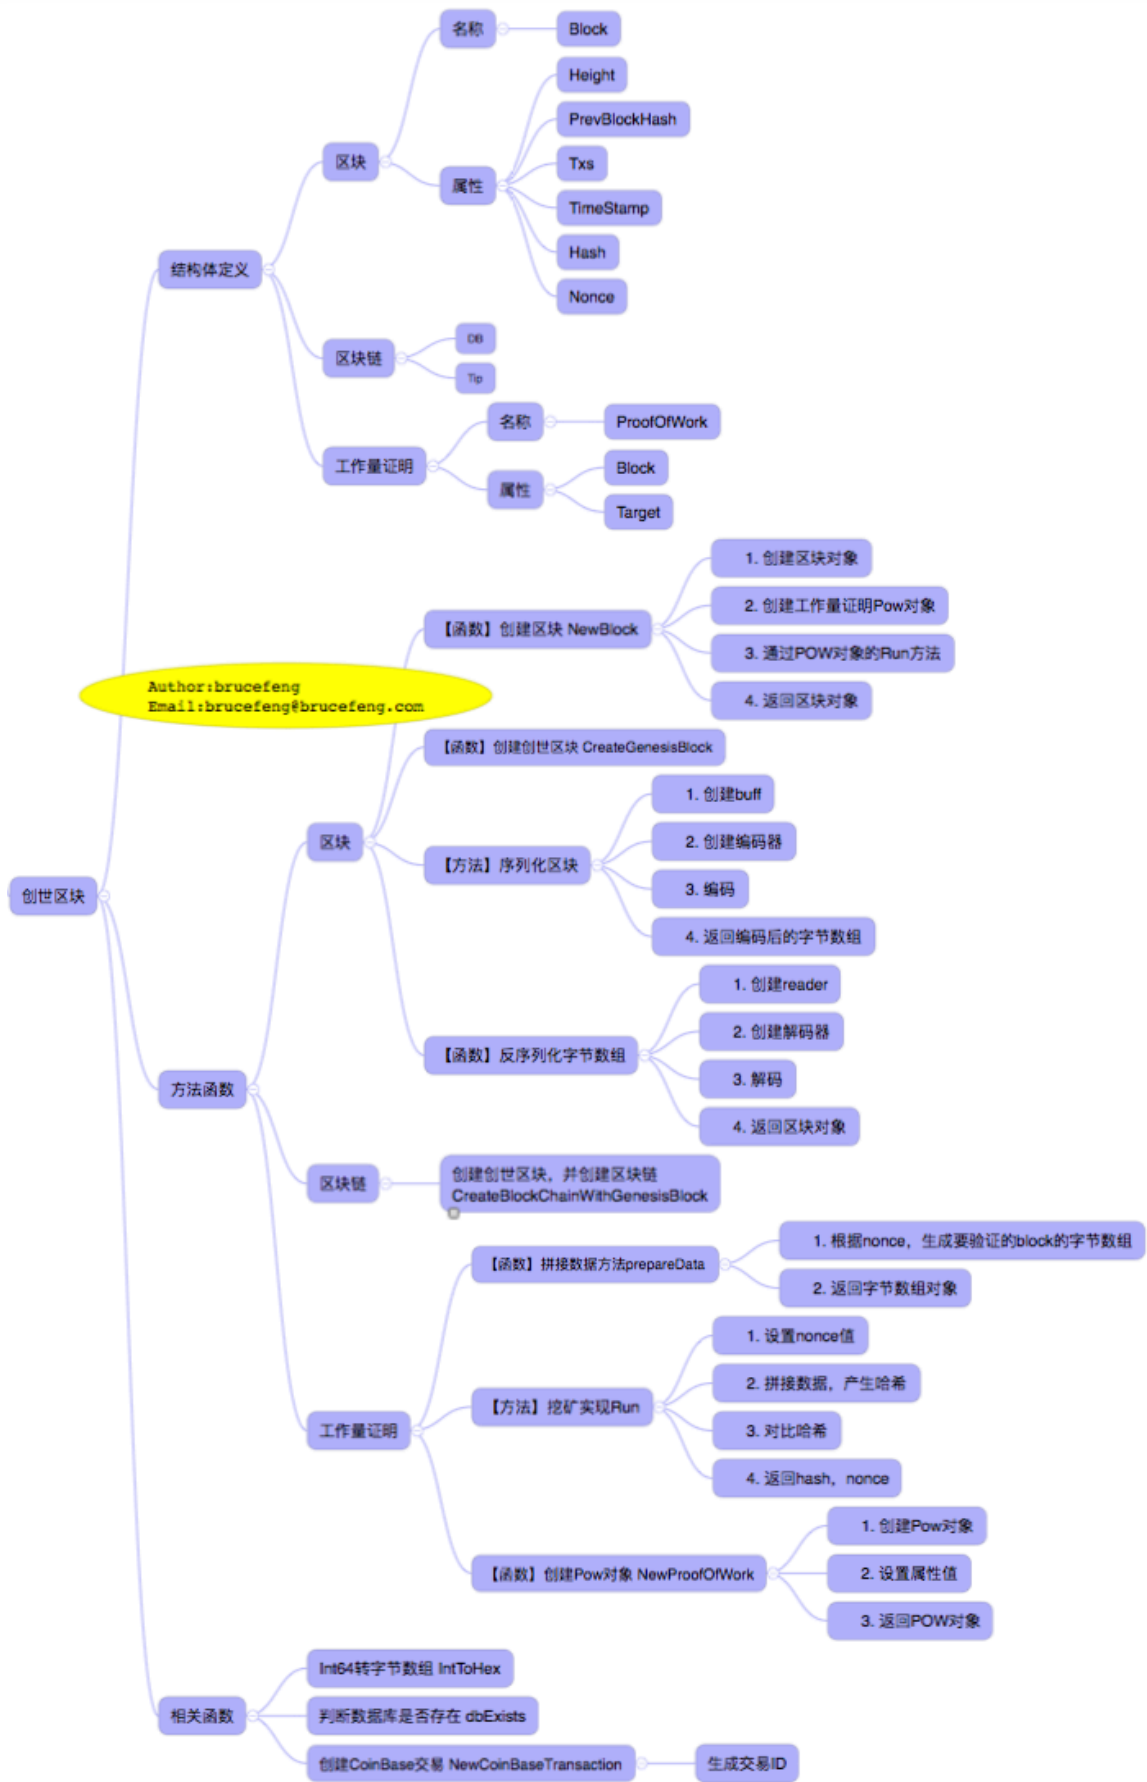 创世区块
结构体定义
区块
名称
Block
属性
Height
PrevBlockHash
Txs
TimeStamp
Hash
Nonce
区块链
DB
Tip
工作量证明
名称
ProofOfWork
属性
Block
Target
Author:brucefeng
Email:brucefeng@brucefeng.com
方法函数
区块
【函数】创建区块 NewBlock
1. 创建区块对象
2. 创建工作量证明Pow对象
3. 通过POW对象的Run方法
4. 返回区块对象
【函数】创建创世区块 CreateGenesisBlock
【方法】序列化区块
1. 创建buff
2. 创建编码器
3. 编码
4. 返回编码后的字节数组
【函数】反序列化字节数组
1. 创建reader
2. 创建解码器
3. 解码
4. 返回区块对象
区块链
创建创世区块，并创建区块链
CreateBlockChainWithGenesisBlock
工作量证明
【函数】拼接数据方法prepareData
1. 根据nonce，生成要验证的block的字节数组
2. 返回字节数组对象
【方法】挖矿实现Run
1. 设置nonce值
2. 拼接数据，产生哈希
3. 对比哈希
4. 返回hash，nonce
【函数】创建Pow对象 NewProofOfWork
1. 创建Pow对象
2. 设置属性值
3. 返回POW对象
相关函数
Int64转字节数组 IntToHex
判断数据库是否存在 dbExists
创建CoinBase交易 NewCoinBaseTransaction
生成交易ID